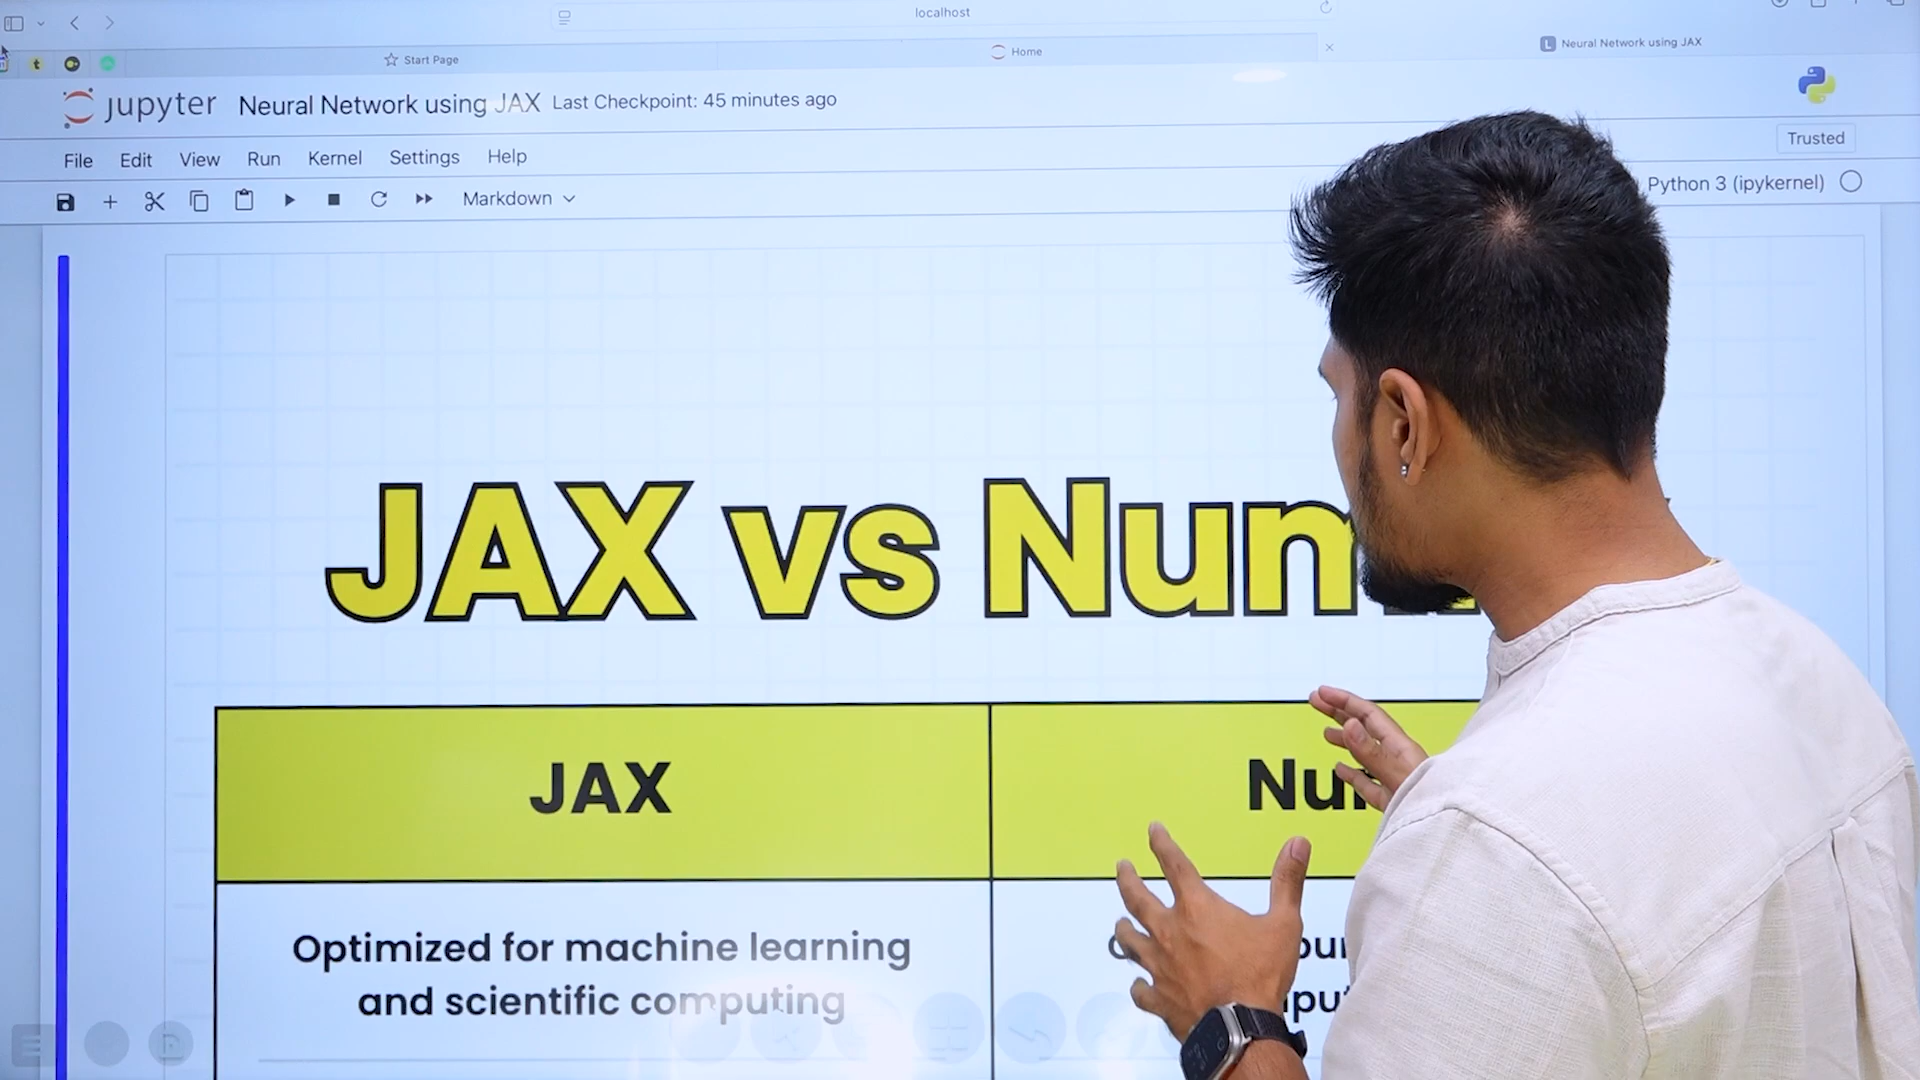 localhost
Start Page
Home
Neural Network using JAX
jupyter Neural Network using JAX Last Checkpoint: 45 minutes ago
Trusted
File Edit View Run Kernel Settings Help
Python 3 (ipykernel)
Markdown
JAX vs Num
JAX
Nu
Optimized for machine learning
and scientific computing